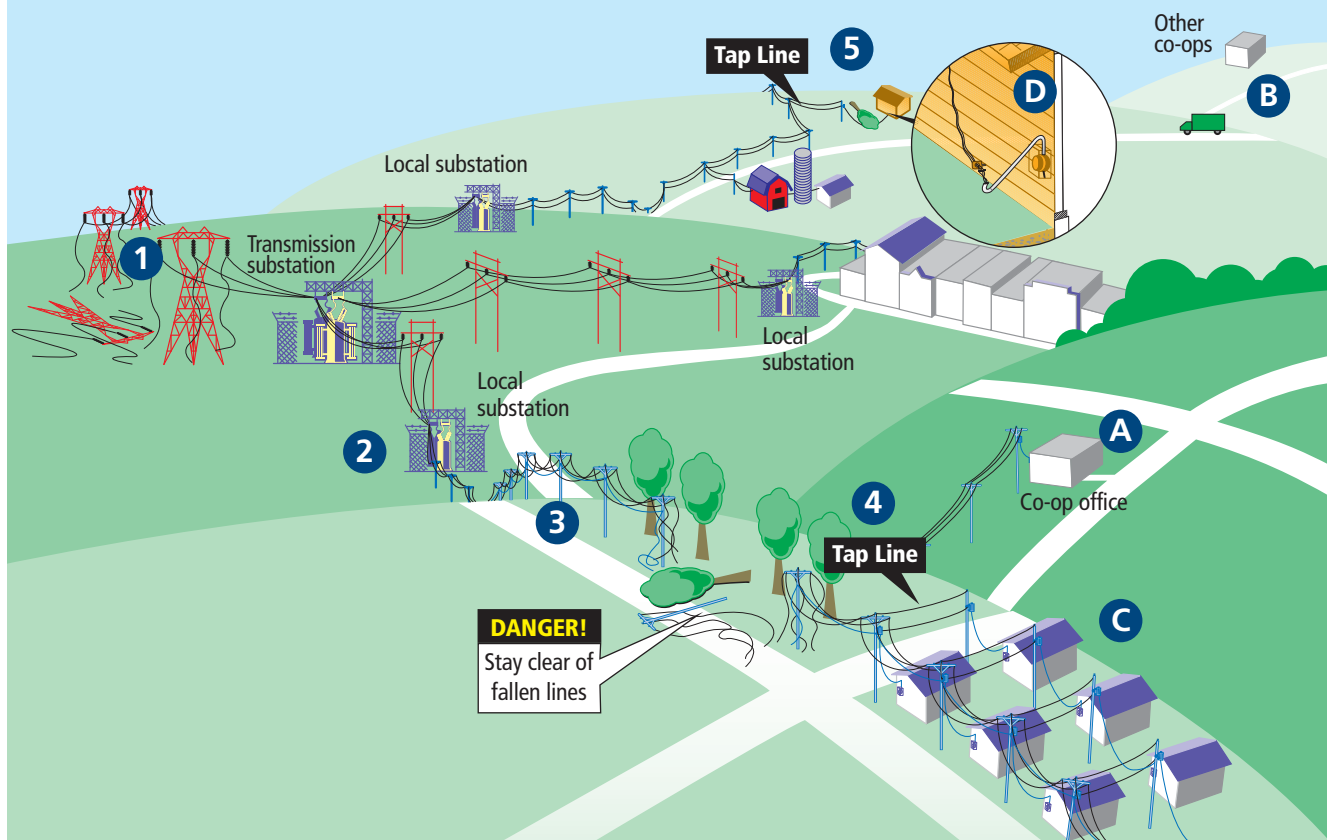 Other
co-ops
5
Tap Line
D
B
Local substation
1
Transmission
substation
Local
substation
A
Local
substation
2
Co-op office
4
3
Tap Line
C
DANGER!
Stay clear of
fallen lines